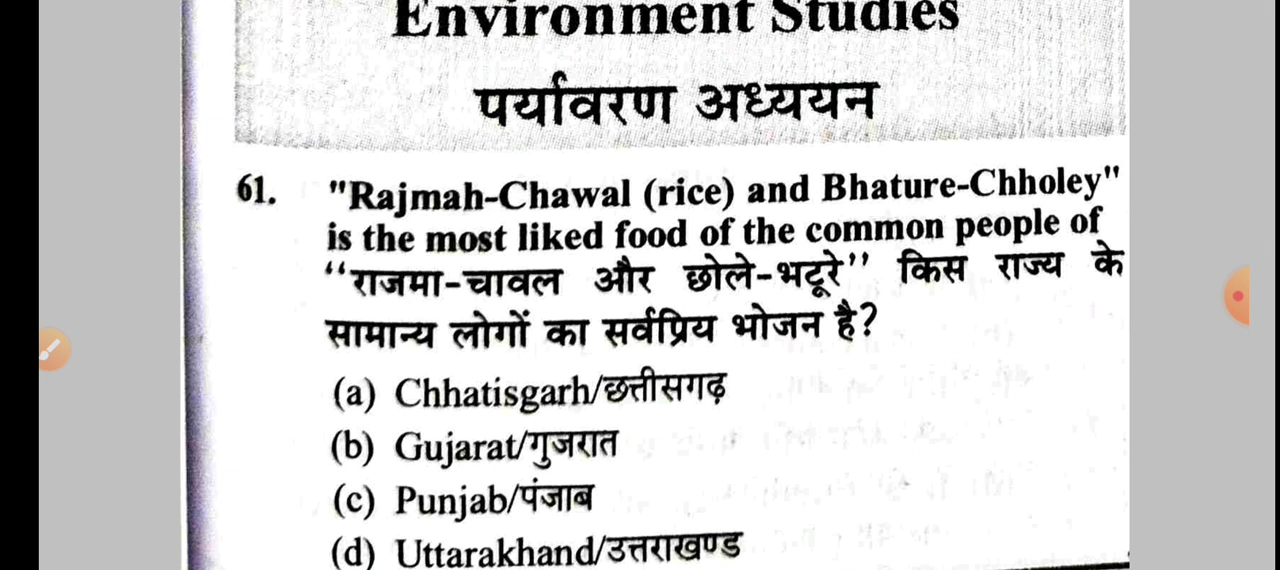 Environment Studies
पर्यावरण अध्ययन
61. "Rajmah-Chawal (rice) and Bhature-Chholey"
is the most liked food of the common people of
‘‘राजमा-चावल और छोले-भटूरे’’ किस राज्य के
सामान्य लोगों का सर्वप्रिय भोजन है?
(a) Chhatisgarh/छत्तीसगढ़
(b) Gujarat/गुजरात
(c) Punjab/पंजाब
(d) Uttarakhand/उत्तराखण्ड